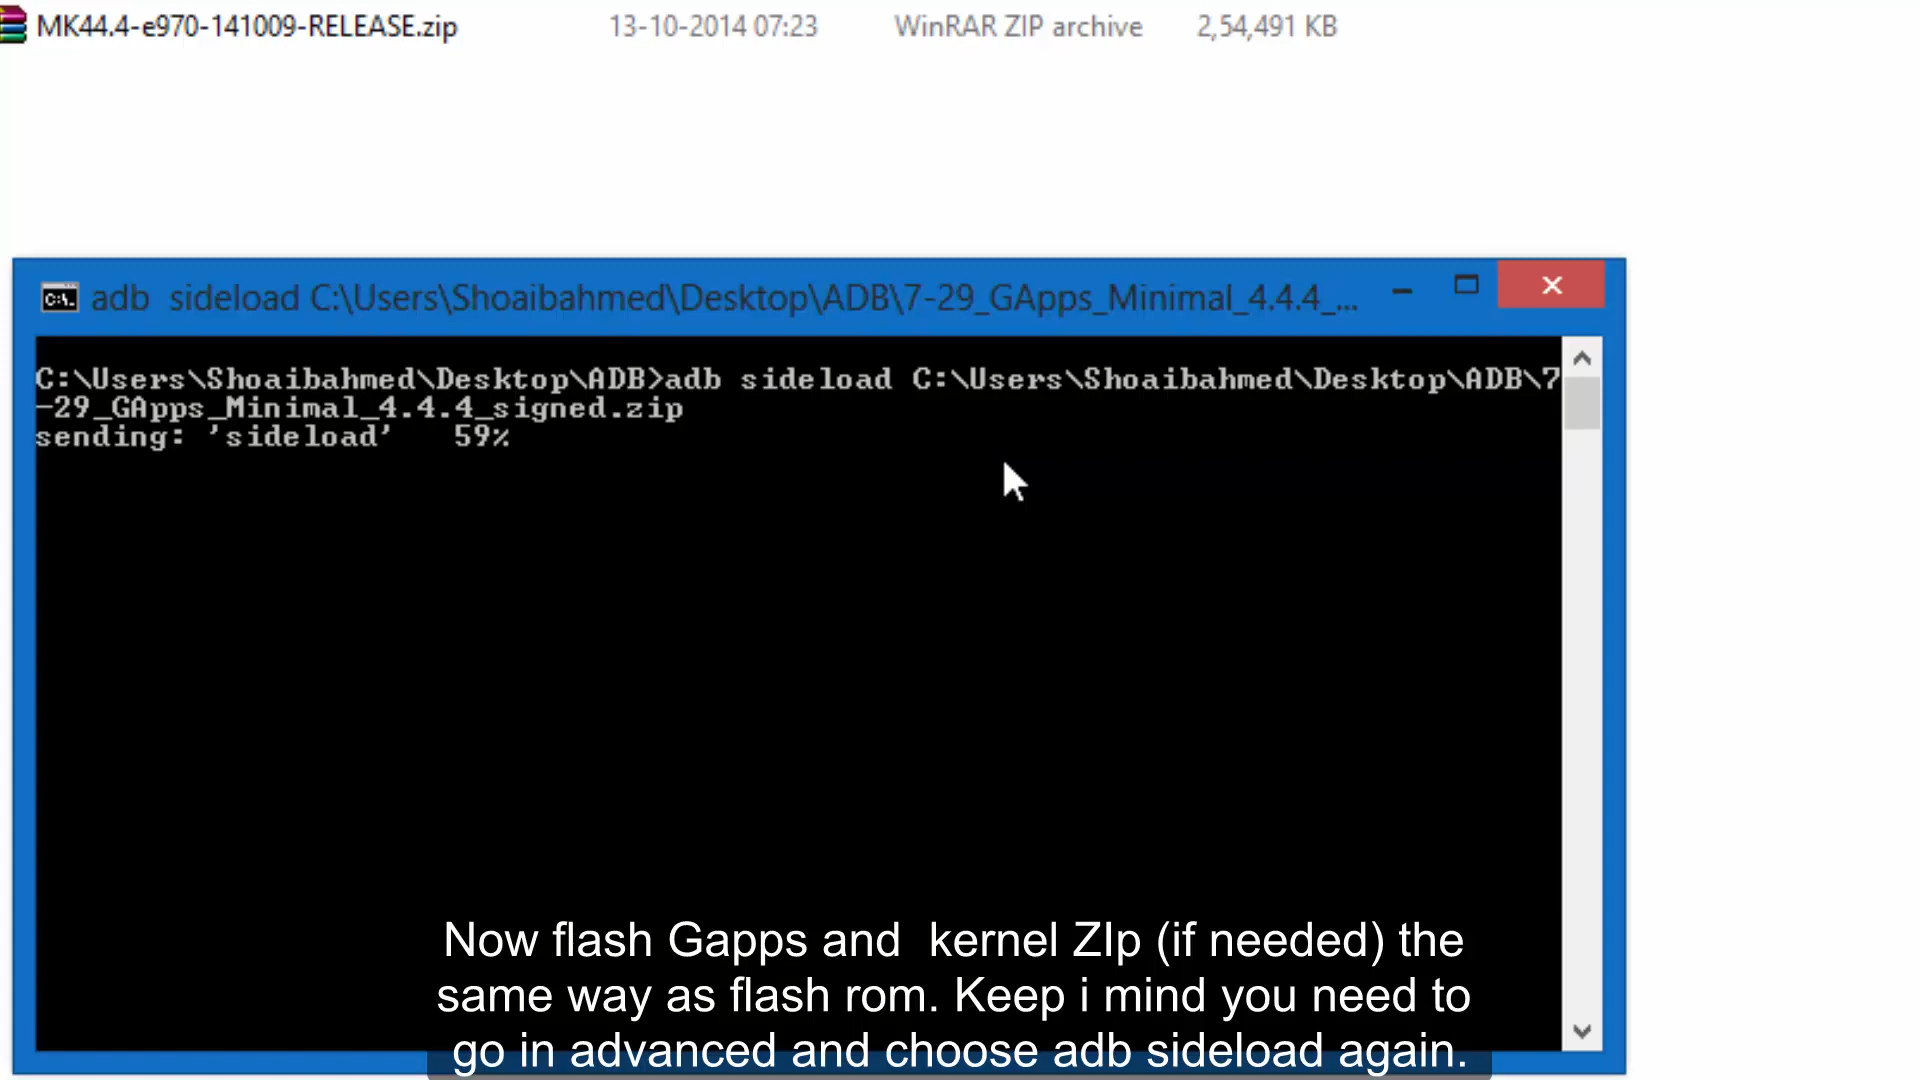 MK44.4-e970-141009-RELEASE.zip 13-10-2014 07:23 WinRAR ZIP archive 2,54,491 KB
adb sideload C:\Users\Shoaibahmed\Desktop\ADB\7-29_GApps_Minimal_4.4.4_...
C:\Users\Shoaibahmed\Desktop\ADB>adb sideload C:\Users\Shoaibahmed\Desktop\ADB\7
-29_GApps_Minimal_4.4.4_signed.zip
sending: 'sideload' 59%
Now flash Gapps and kernel ZIp (if needed) the
same way as flash rom. Keep i mind you need to
go in advanced and choose adb sideload again.